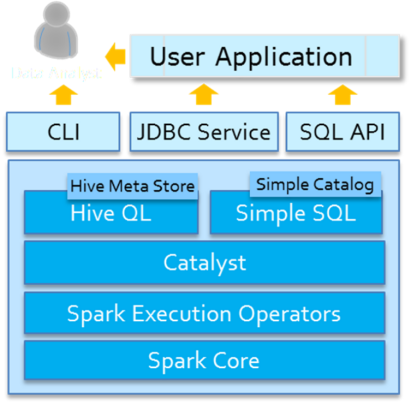 User Application
Data Analyst
CLI
JDBC Service
SQL API
Hive Meta Store
Simple Catalog
Hive QL
Simple SQL
Catalyst
Spark Execution Operators
Spark Core